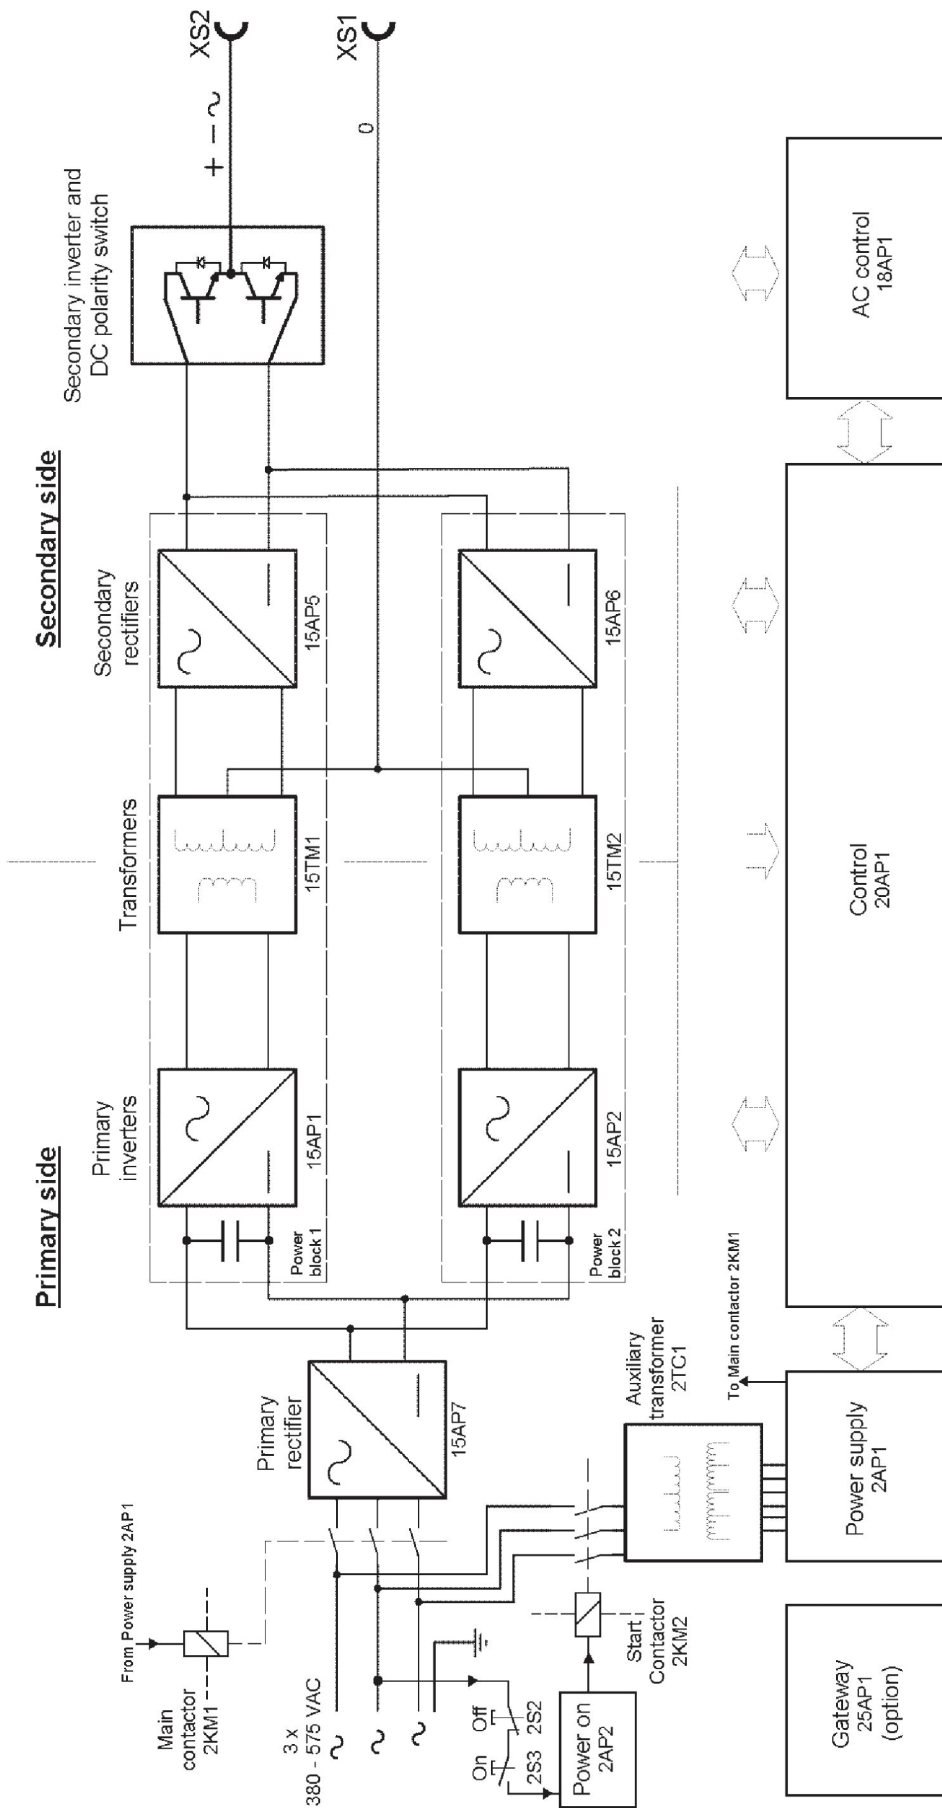 Primary side
Secondary side
From Power supply 2AP1
Main
contactor
2KM1
3 x
380 - 575 VAC
Off
On
2S2
2S3
Power on
2AP2
Start
Contactor
2KM2
Primary
rectifier
15AP7
Primary
inverters
15AP1
Power
block 1
15AP2
Power
block 2
Transformers
15TM1
15TM2
Secondary
rectifiers
15AP5
15AP6
Secondary inverter and
DC polarity switch
+ − ~
XS2
0
XS1
Auxiliary
transformer
2TC1
To Main contactor 2KM1
Gateway
25AP1
(option)
Power supply
2AP1
Control
20AP1
AC control
18AP1